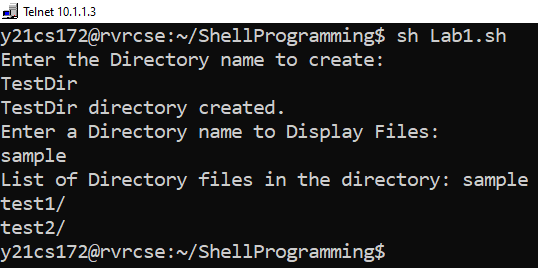 Telnet 10.1.1.3
y21cs172@rvrcse:~/ShellProgramming$ sh Lab1.sh
Enter the Directory name to create:
TestDir
TestDir directory created.
Enter a Directory name to Display Files:
sample
List of Directory files in the directory: sample
test1/
test2/
y21cs172@rvrcse:~/ShellProgramming$